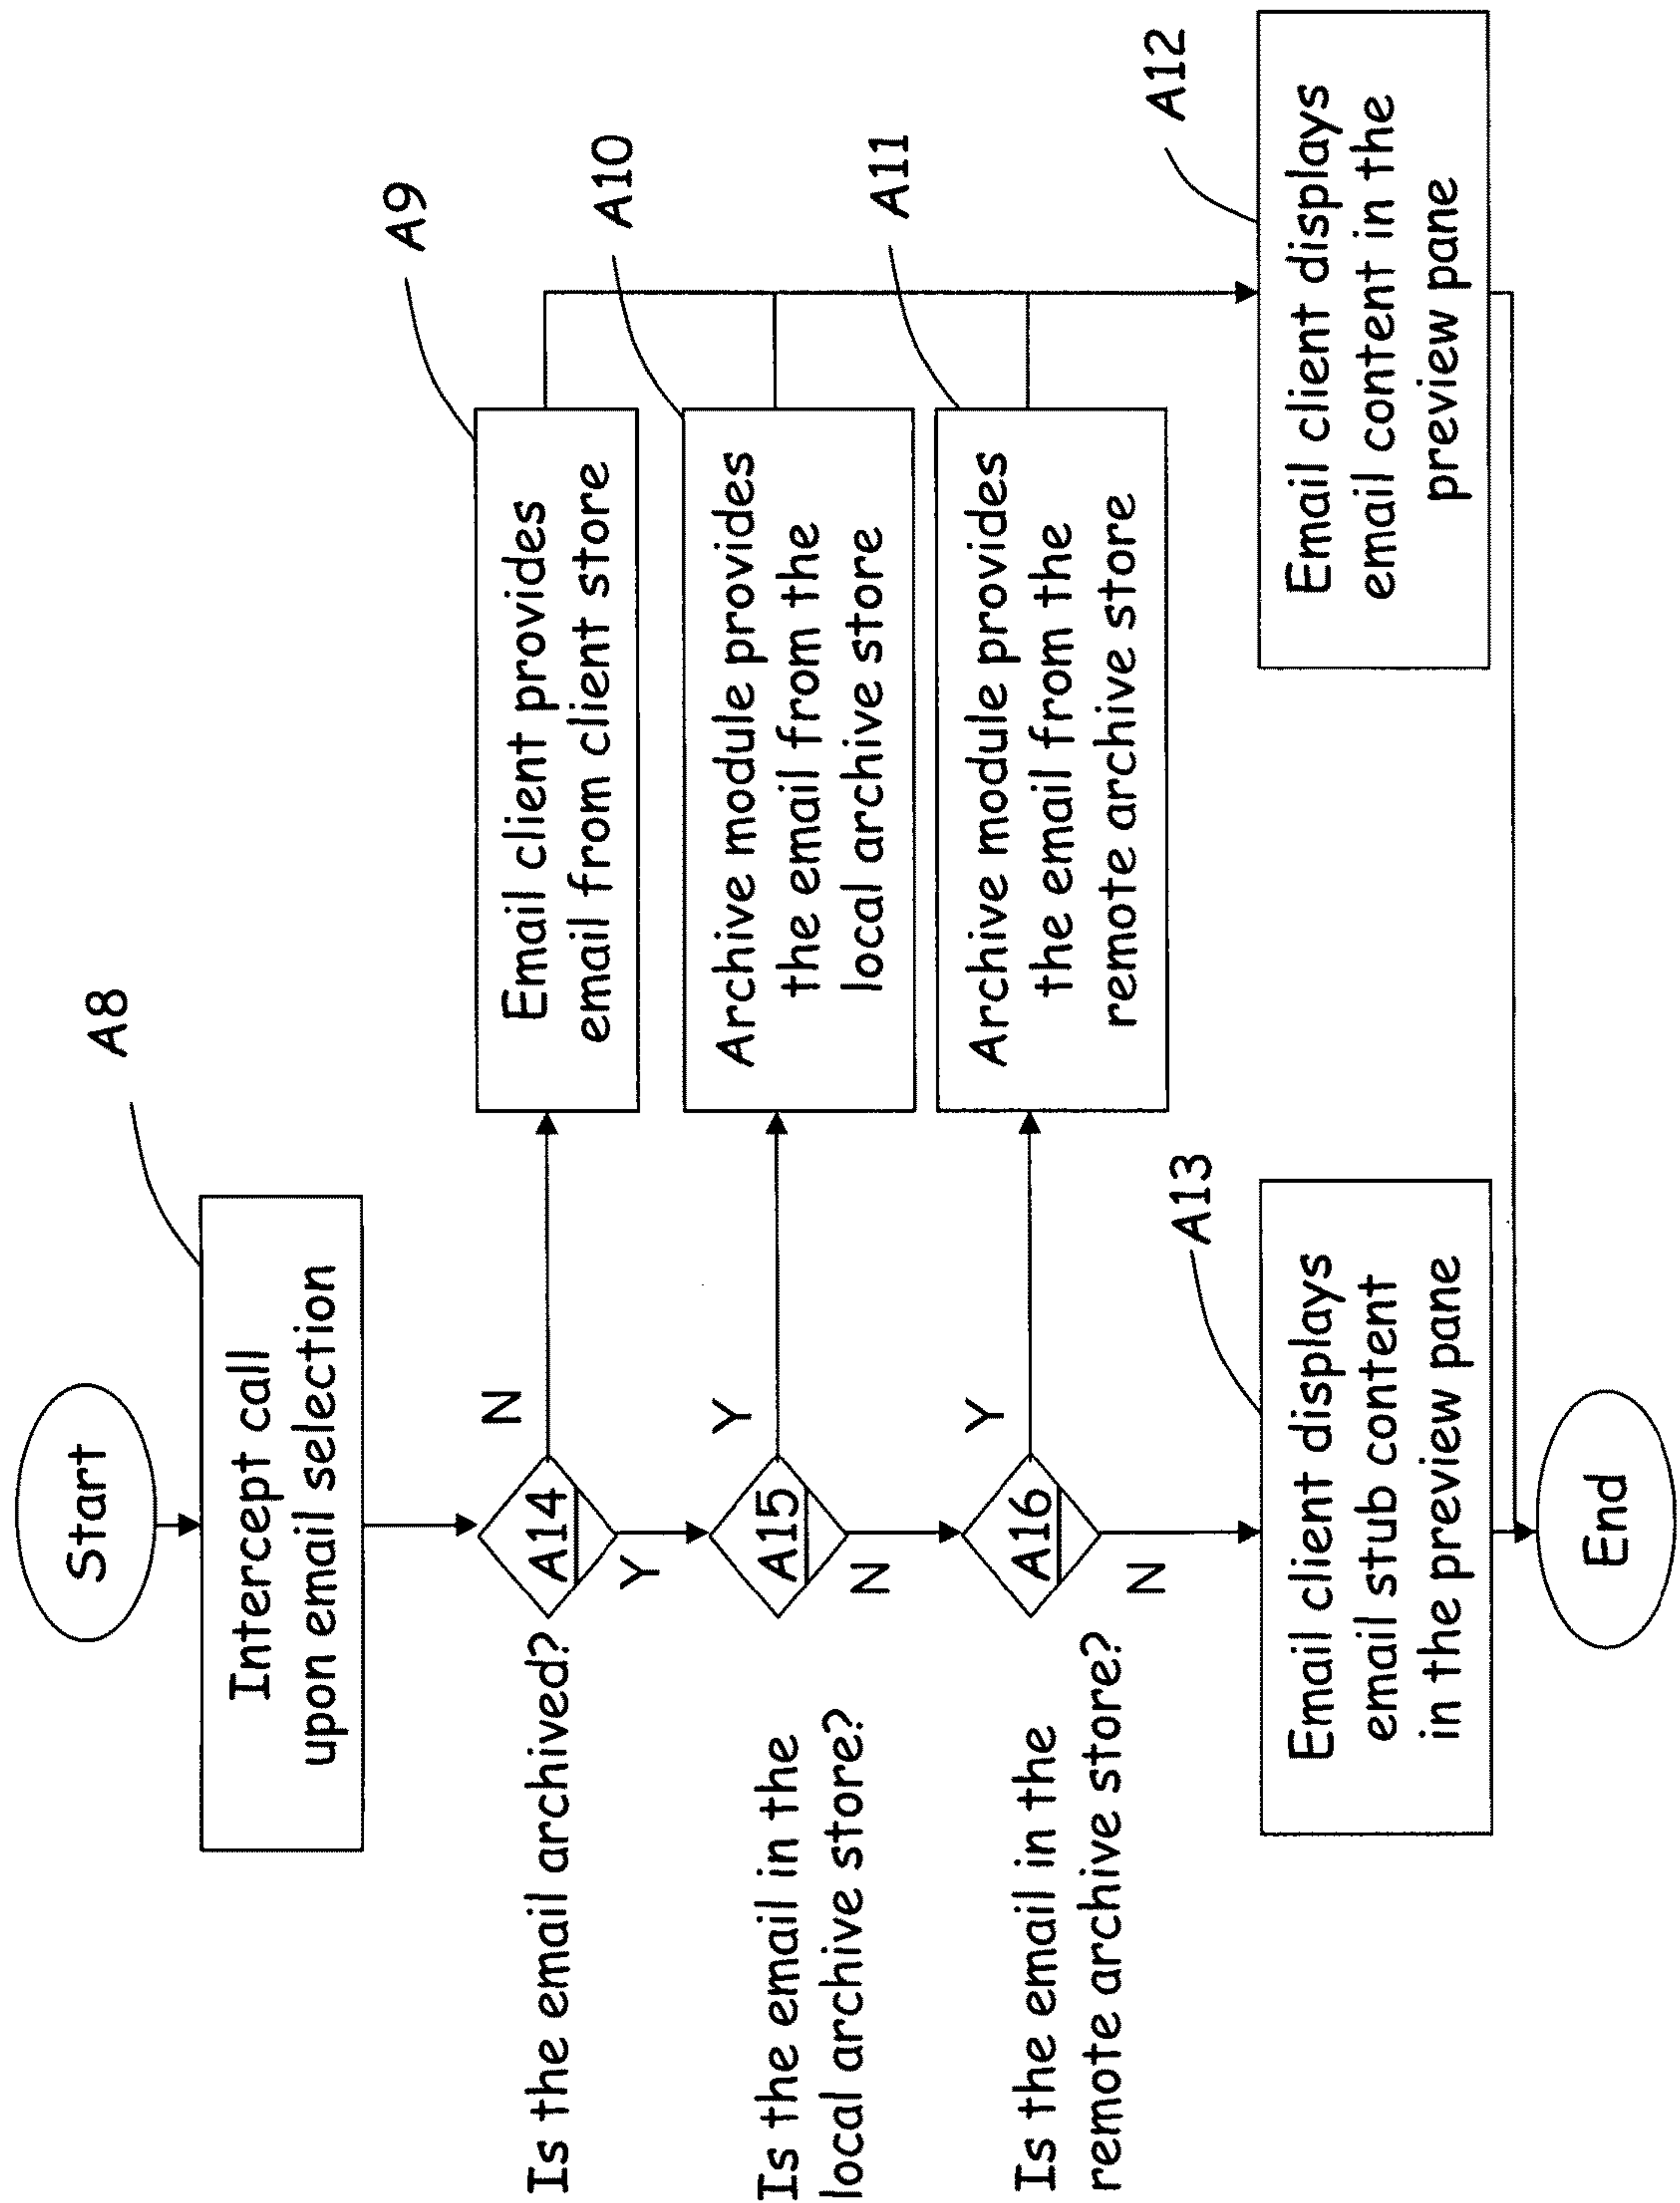 Start
A8
Intercept call
upon email selection
Is the email archived?
A14
N
Y
A9
Email client provides
email from client store
Is the email in the
local archive store?
A15
Y
N
A10
Archive module provides
the email from the
local archive store
Is the email in the
remote archive store?
A16
Y
N
A11
Archive module provides
the email from the
remote archive store
A13
Email client displays
email stub content
in the preview pane
A12
Email client displays
email content in the
preview pane
End